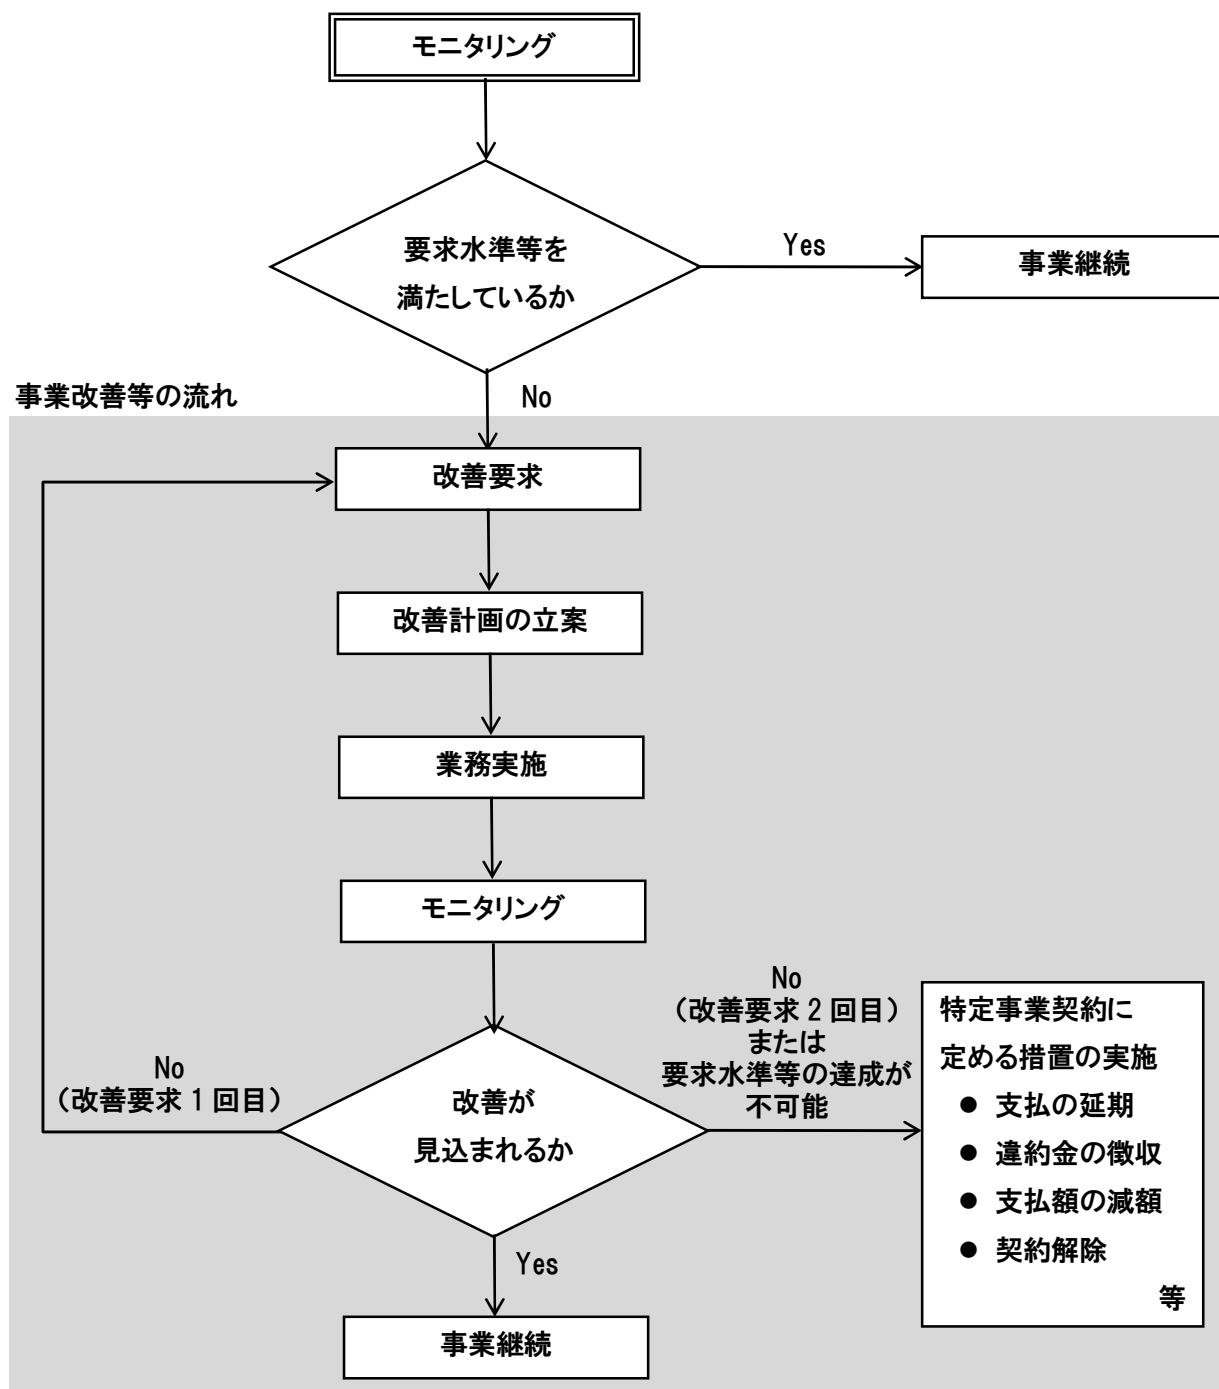 モニタリング
要求水準等を
満たしているか
Yes
事業継続
事業改善等の流れ
No
改善要求
改善計画の立案
業務実施
モニタリング
No
（改善要求1回目）
改善が
見込まれるか
No
（改善要求2回目）
または
要求水準等の達成が
不可能
特定事業契約に
定める措置の実施
● 支払の延期
● 違約金の徴収
● 支払額の減額
● 契約解除
等
Yes
事業継続